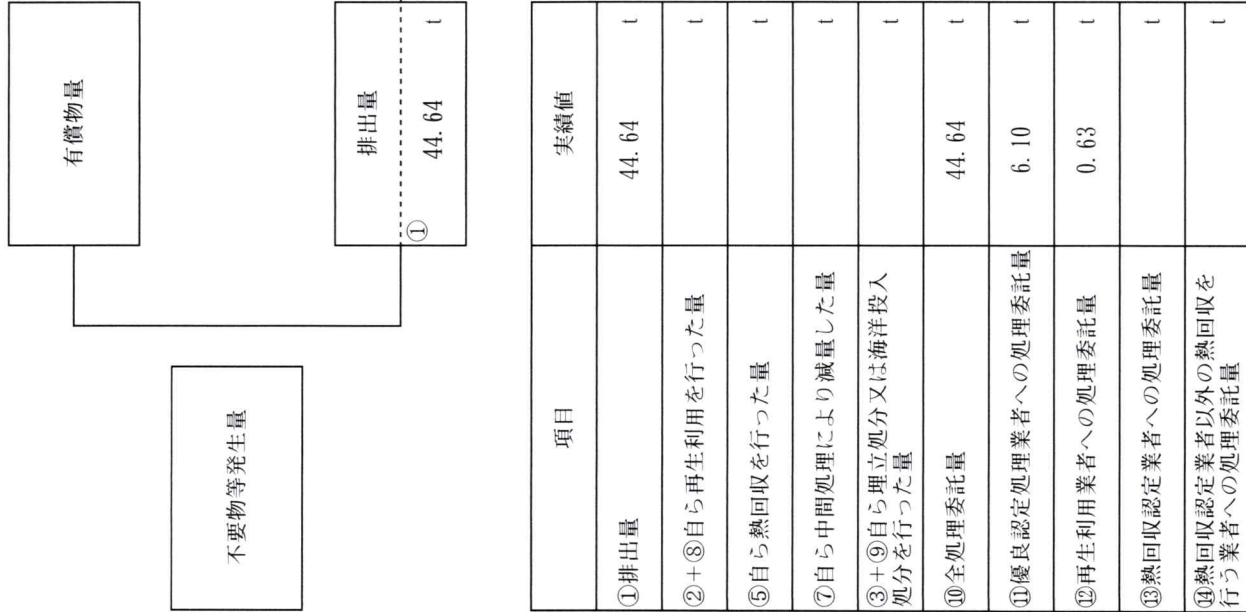 有償物量
不要物等発生量
排出量
① 44.64 t
項目 実績値
①排出量 44.64 t
②+⑧自ら再生利用を行った量 t
⑤自ら熱回収を行った量 t
⑦自ら中間処理により減量した量 t
③+⑨自ら埋立処分又は海洋投入
処分を行った量 t
⑩全処理委託量 44.64 t
⑪優良認定処理業者への処理委託量 6.10 t
⑫再生利用業者への処理委託量 0.63 t
⑬熱回収認定業者への処理委託量 t
⑭熱回収認定業者以外の熱回収を
行う業者への処理委託量 t